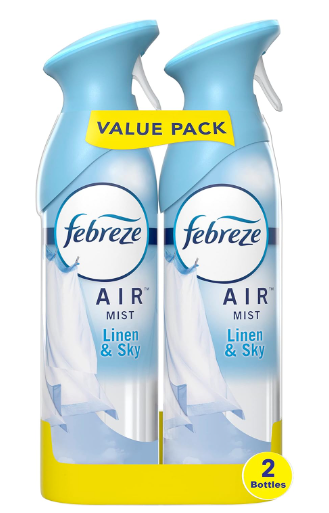 VALUE PACK
febreze
AIR™
MIST
Linen
& Sky
febreze
AIR™
MIST
Linen
& Sky
2
Bottles